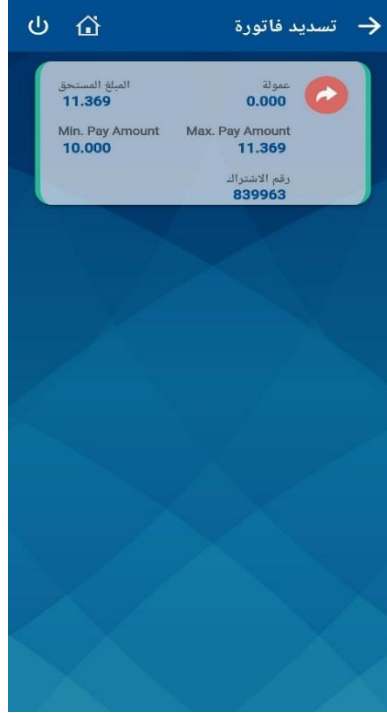 تسديد فاتورة
عمولة
0.000
المبلغ المستحق
11.369
Max. Pay Amount
11.369
Min. Pay Amount
10.000
رقم الاشتراك
839963